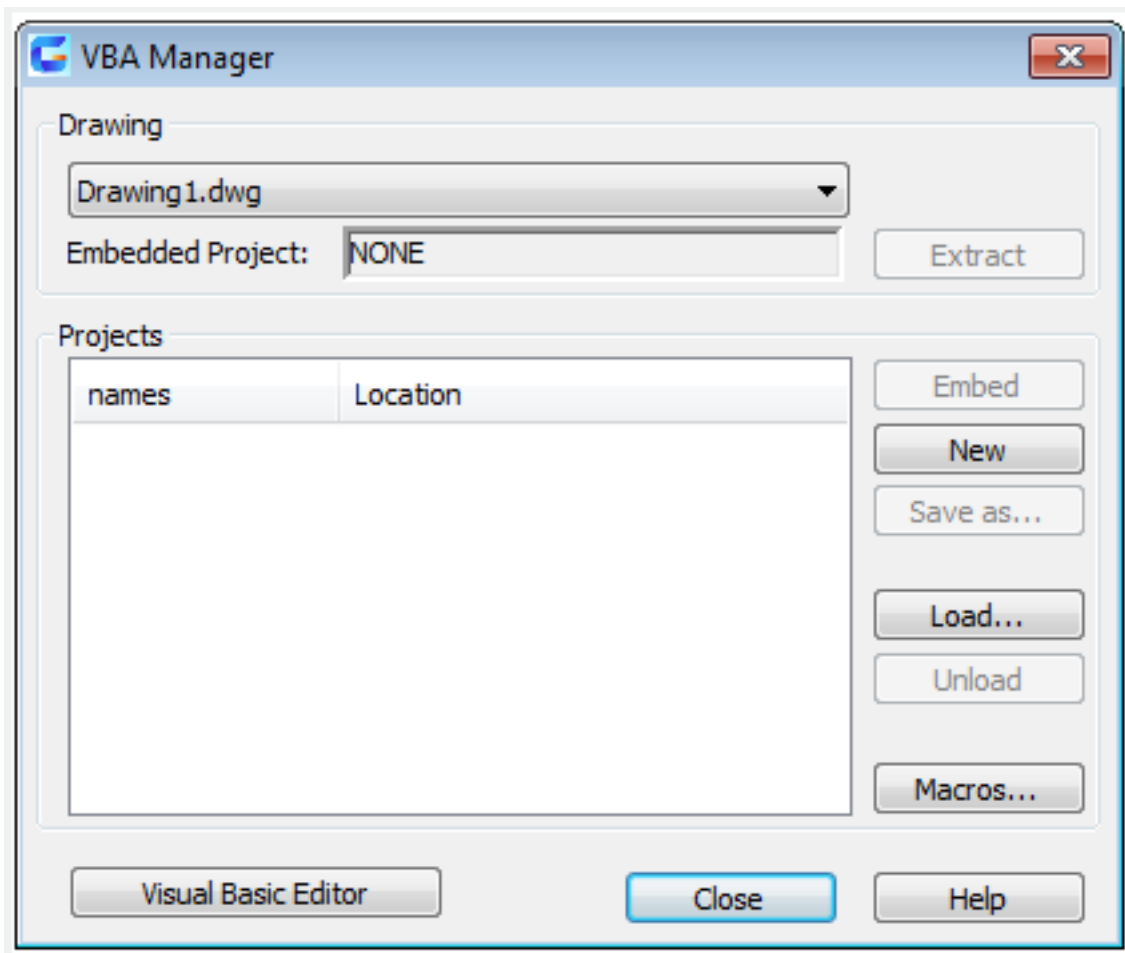 VBA Manager
Drawing
Drawing1.dwg
Embedded Project: NONE Extract
Projects
names Location
Embed
New
Save as...
Load...
Unload
Macros...
Visual Basic Editor Close Help